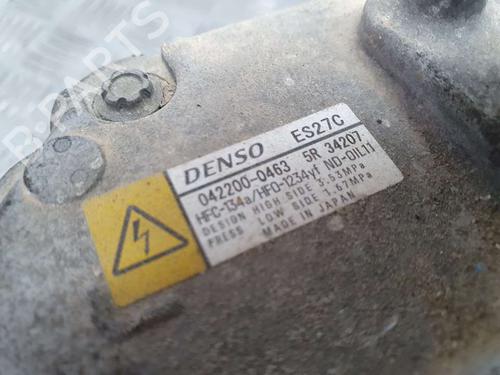 B-PARTS
DENSO ES27C
042200-0463 5R 34207-
HFC-134a/HFO-1234yf ND-OIL11
DESIGN HIGH SIDE 3.53MPa
PRESS LOW SIDE 1.67MPa
MADE IN JAPAN